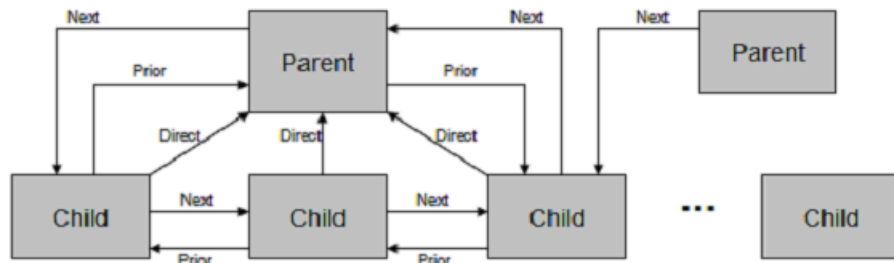 Next
Next
Next
Parent
Parent
Prior
Prior
Direct
Direct
Direct
Child
Next
Child
Next
Child
...
Child
Prior
Prior